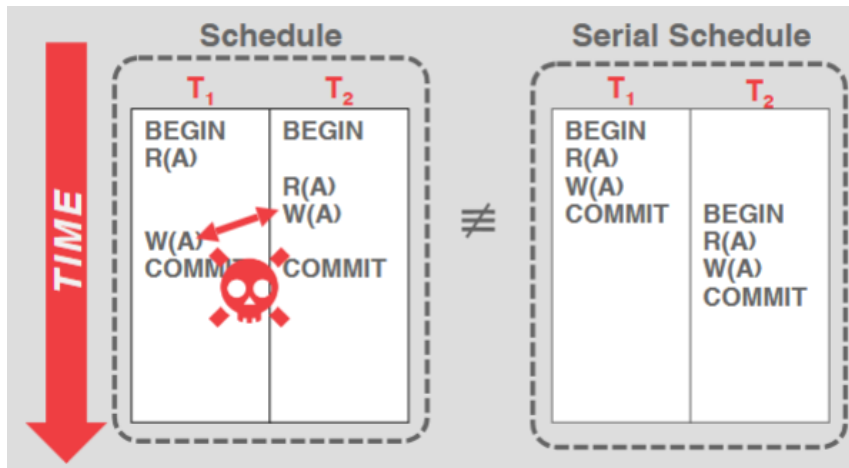 Schedule
T1
T2
BEGIN
R(A)
W(A)
COMMIT
BEGIN
R(A)
W(A)
COMMIT
≢
Serial Schedule
T1
T2
BEGIN
R(A)
W(A)
COMMIT
BEGIN
R(A)
W(A)
COMMIT
TIME